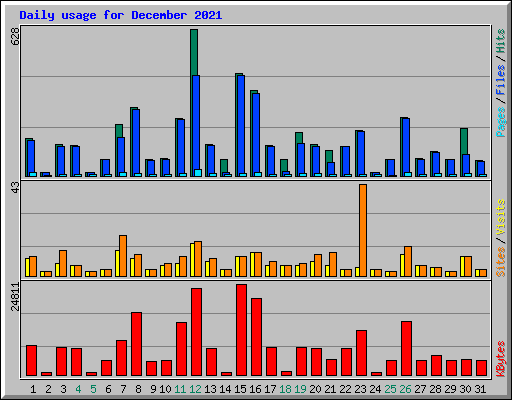 Daily usage for December 2021
628
Pages / Files / Hits
43
Sites / Visits
24811
KBytes
1 2 3 4 5 6 7 8 9 10 11 12 13 14 15 16 17 18 19 20 21 22 23 24 25 26 27 28 29 30 31